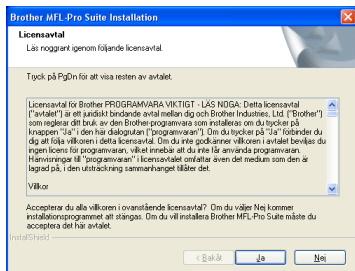 Brother MFL-Pro Suite Installation
Licensavtal
Läs noggrant igenom följande licensavtal.
Tryck på PgDn för att visa resten av avtalet.
Licensavtal för Brother PROGRAMVARA VIKTIGT - LÄS NOGA: Detta licensavtal
("avtalet") är ett juridiskt bindande avtal mellan dig och Brother Industries, Ltd. ("Brother")
som reglerar ditt bruk av den Brother-programvara som installeras om du trycker på
knappen "Ja" i den här dialogrutan ("programvaran"). Om du trycker på "Ja" förbinder du
dig att följa villkoren i detta licensavtal. Om du inte godkänner villkoren i avtalet beviljas du
ingen licens för programvaran, vilket innebär att du inte får använda programvaran.
Hänvisningar till "programvaran" i licensavtalet omfattar även det medium som den är
lagrad på, i den utsträckning sammanhanget tillåter det.
Villkor
Accepterar du alla villkoren i ovanstående licensavtal? Om du väljer Nej kommer
installationsprogrammet att stängas. Om du vill installera Brother MFL-Pro Suite måste du
acceptera det här avtalet.
InstallShield
< Bakåt Ja Nej